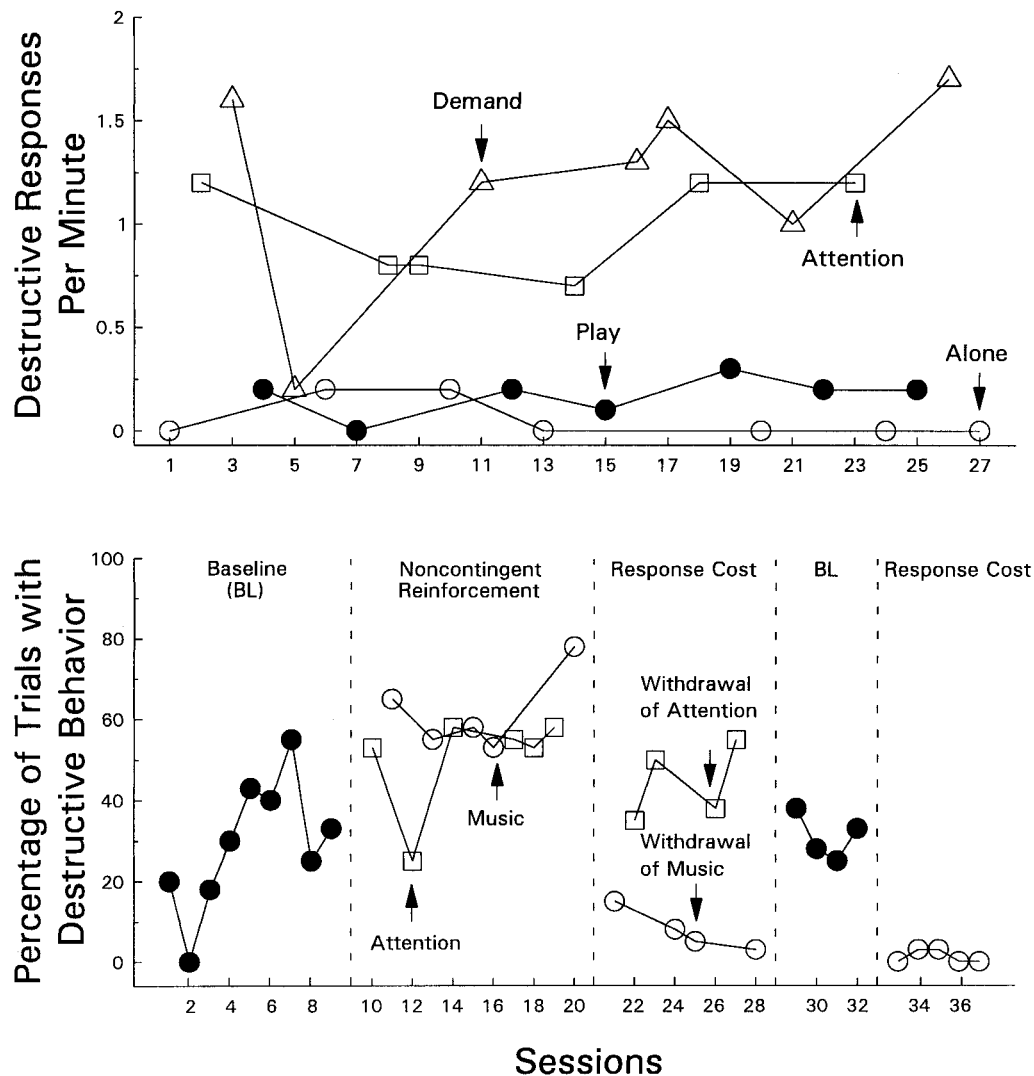 Destructive Responses
Per Minute
2
1.5
1
0.5
0
Demand
Attention
Play
Alone
1 3 5 7 9 11 13 15 17 19 21 23 25 27
Percentage of Trials with
Destructive Behavior
100
80
60
40
20
0
Baseline
(BL)
Noncontingent
Reinforcement
Response Cost
BL
Response Cost
Withdrawal
of Attention
Music
Withdrawal
of Music
Attention
2 4 6 8 10 12 14 16 18 20 22 24 26 28 30 32 34 36
Sessions